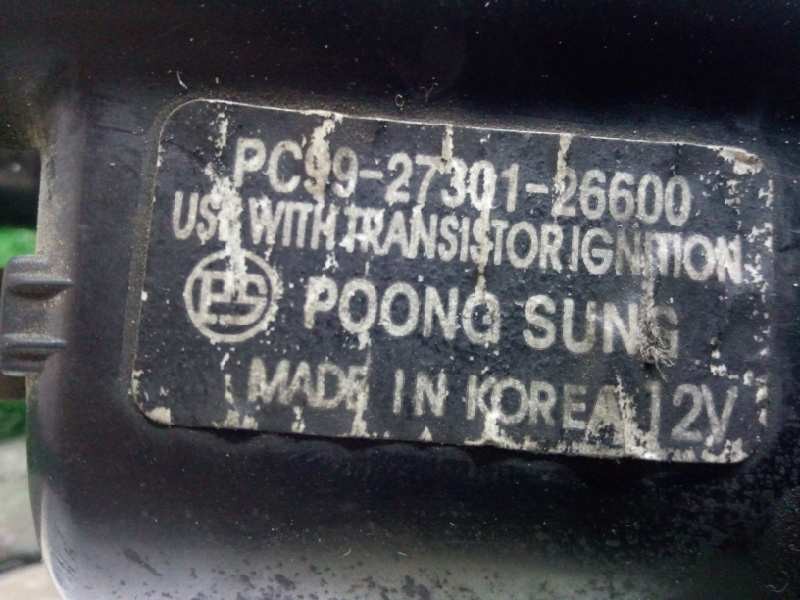 PC99-27301-26600
USE WITH TRANSISTOR IGNITION
PS POONG SUNG
MADE IN KOREA 12V